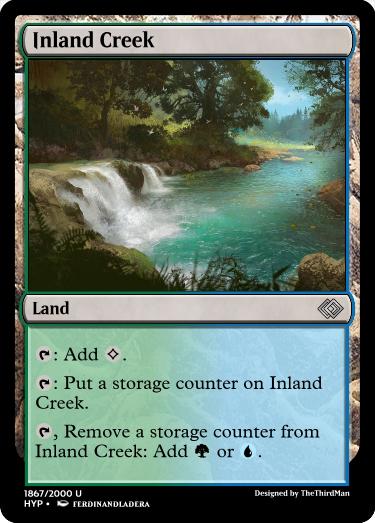 Inland Creek
Land
: Add .
: Put a storage counter on Inland
Creek.
, Remove a storage counter from
Inland Creek: Add or .
1867/2000 U
HYP • FERDINANDLADERA
Designed by TheThirdMan